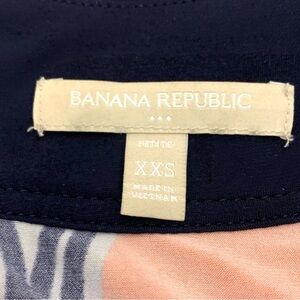 BANANA REPUBLIC
PETITE
XXS
MADE IN
VIETNAM